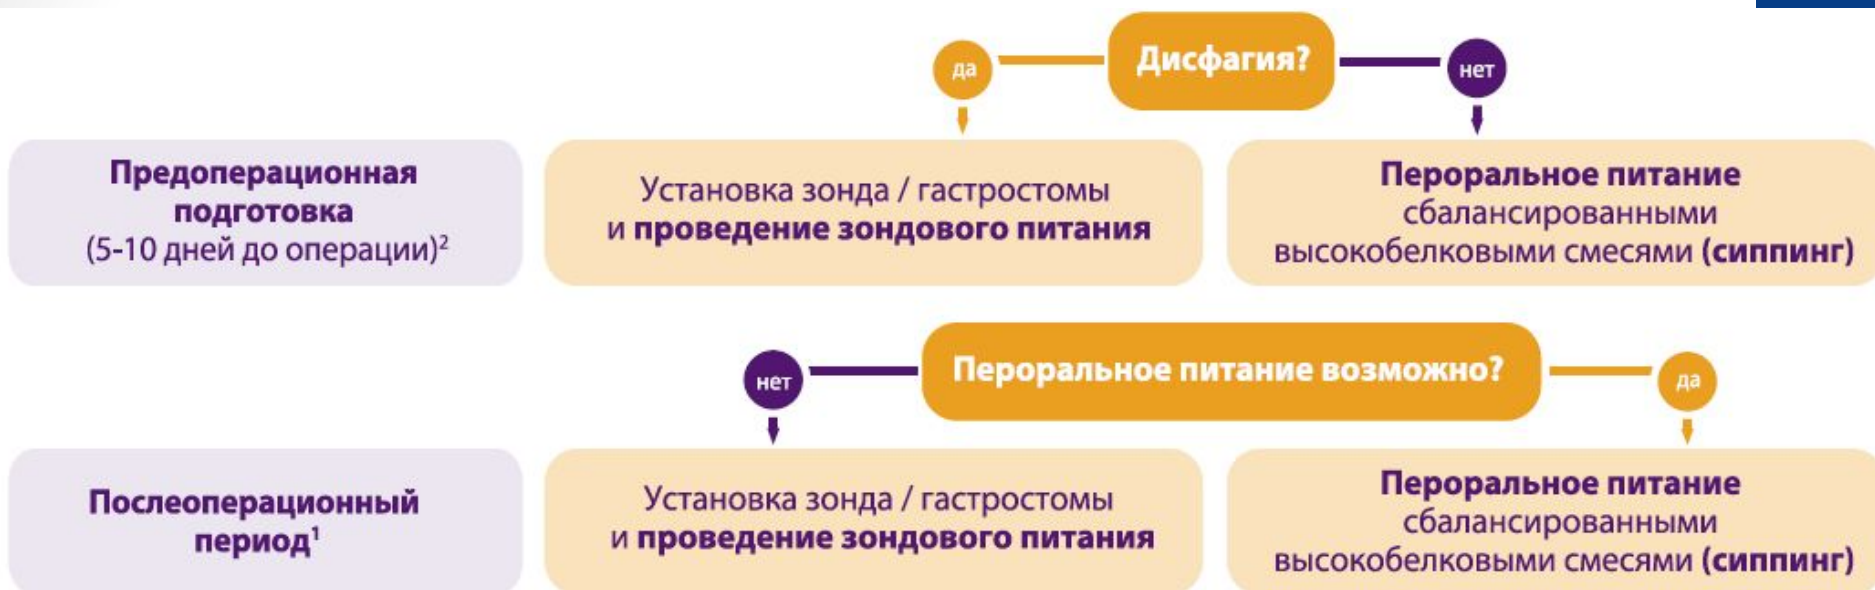 Дисфагия?
да
нет
Предоперационная
подготовка
(5-10 дней до операции)²
Установка зонда / гастростомы
и проведение зондового питания
Пероральное питание
сбалансированными
высокобелковыми смесями (сиппинг)
Пероральное питание возможно?
нет
да
Послеоперационный
период¹
Установка зонда / гастростомы
и проведение зондового питания
Пероральное питание
сбалансированными
высокобелковыми смесями (сиппинг)